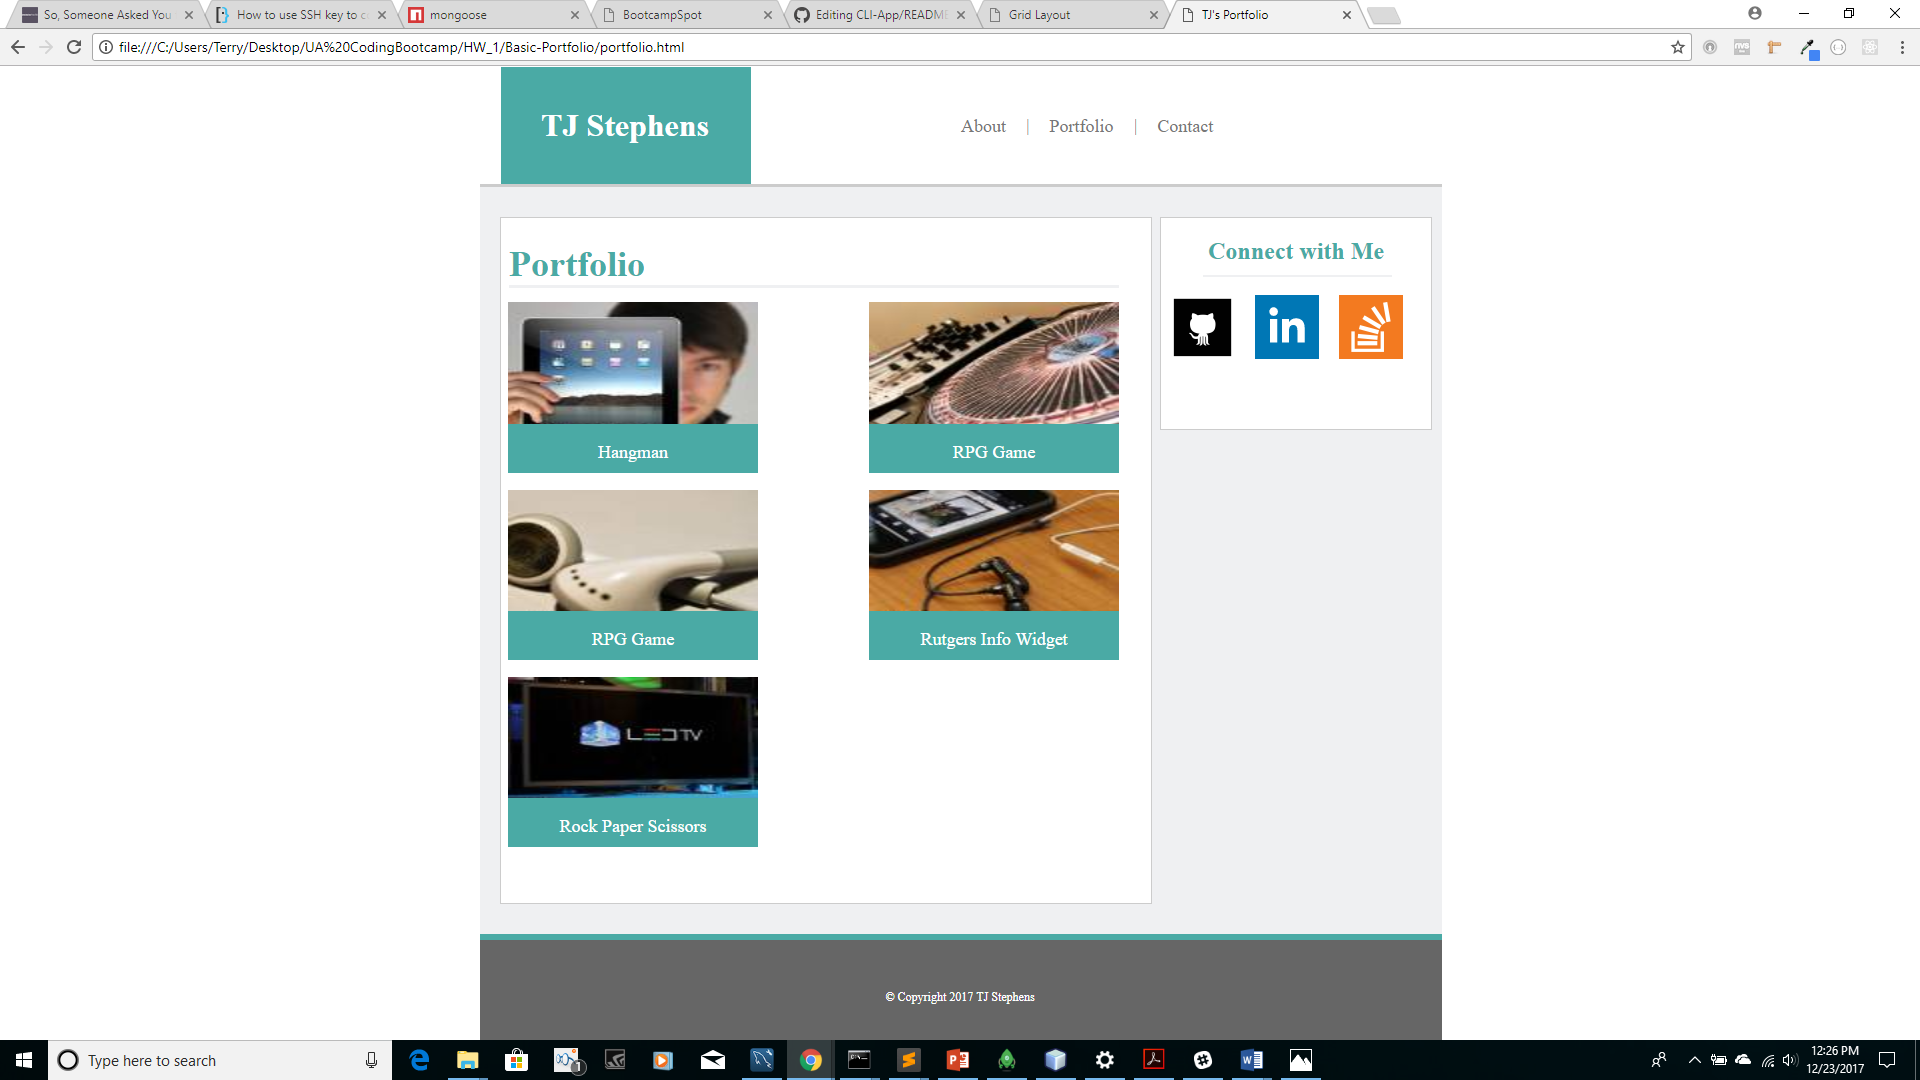 So, Someone Asked You
How to use SSH key to c
mongoose
BootcampSpot
Editing CLI-App/READM
Grid Layout
TJ's Portfolio
file:///C:/Users/Terry/Desktop/UA%20CodingBootcamp/HW_1/Basic-Portfolio/portfolio.html
TJ Stephens
About | Portfolio | Contact
Portfolio
Connect with Me
in
Hangman
RPG Game
RPG Game
Rutgers Info Widget
LEDTV
Rock Paper Scissors
© Copyright 2017 TJ Stephens
Type here to search
1
12:26 PM
12/23/2017